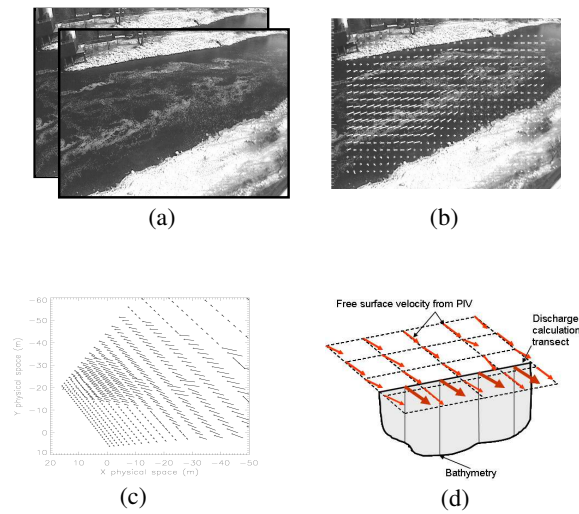 (a)
(b)
-60
-50
-40
-30
-20
-10
0
10
Y physical space (m)
20 10 0 -10 -20 -30 -40 -50
X physical space (m)
(c)
Free surface velocity from PIV
Discharge
calculation
transect
Bathymetry
(d)